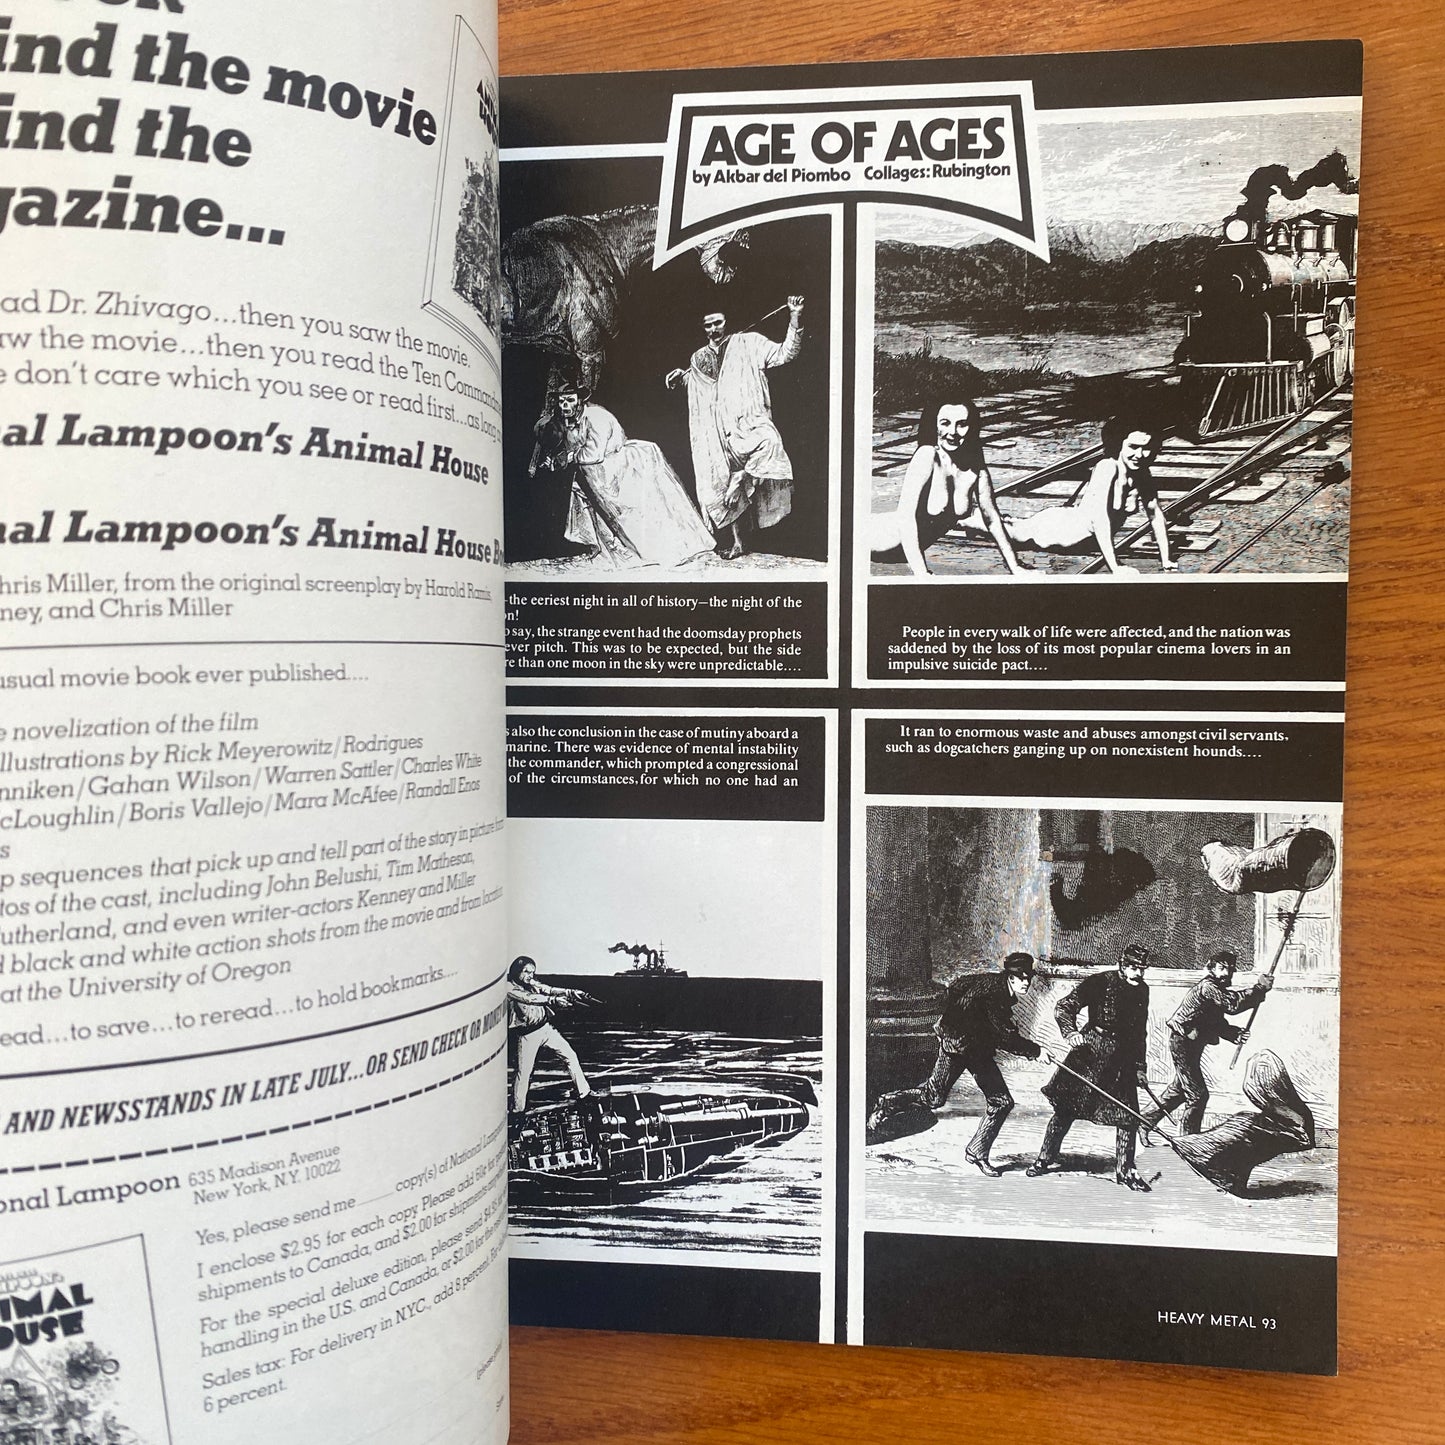 ind the movie
ind the
gazine...
ad Dr. Zhivago...then you saw the movie.
the movie...then you read the Ten
don't care which you see or read first...as long
al Lampoon's Animal House
nal Lampoon's Animal House
hris Miller, from the original screenplay by Harold Ramis,
ney, and Chris Miller
usual movie book ever published....
novelization of the film
llustrations by Rick Meyerowitz/Rodrigues
nniken/Gahan Wilson/Warren Sattler/Charles White
cLoughlin/Boris Vallejo/Mara McAfee/Randall Enos
s
p sequences that pick up and tell part of the story in picture
tos of the cast, including John Belushi, Tim Matheson,
utherland, and even writer-actors Kenney and Miller
black and white action shots from the movie and from location
at the University of Oregon
ead...to save...to reread...to hold bookmarks....
AND NEWSSTANDS IN LATE JULY...OR SEND CHECK OR MONEY
onal Lampoon 635 Madison Avenue
New York, N.Y. 10022
Yes, please send me copy(s) of National
I enclose $2.95 for each copy. Please add
shipments to Canada, and $2.00 for shipments
For the special deluxe edition, please send
handling in the U.S. and Canada, or $2.00 for
For delivery in N.Y.C., add 8 percent.
Sales tax: For delivery in
6 percent.
AGE OF AGES
by Akbar del Piombo Collages: Rubington
the eeriest night in all of history—the night of the
n!
say, the strange event had the doomsday prophets
ever pitch. This was to be expected, but the side
re than one moon in the sky were unpredictable....
People in every walk of life were affected, and the nation was
saddened by the loss of its most popular cinema lovers in an
impulsive suicide pact....
also the conclusion in the case of mutiny aboard a
marine. There was evidence of mental instability
the commander, which prompted a congressional
of the circumstances, for which no one had an
It ran to enormous waste and abuses amongst civil servants,
such as dogcatchers ganging up on nonexistent hounds....
HEAVY METAL 93